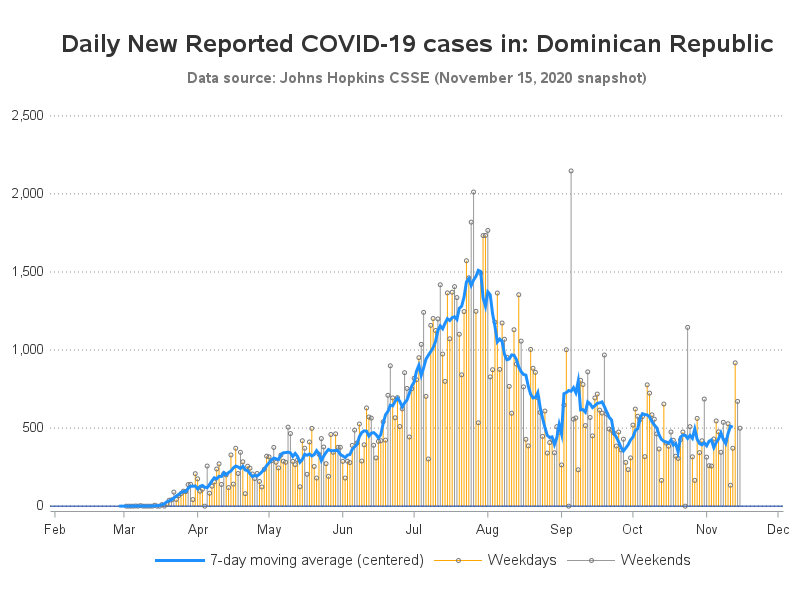 Daily New Reported COVID-19 cases in: Dominican Republic
Data source: Johns Hopkins CSSE (November 15, 2020 snapshot)
2,500
2,000
1,500
1,000
500
0
Feb Mar Apr May Jun Jul Aug Sep Oct Nov Dec
7-day moving average (centered) Weekdays Weekends